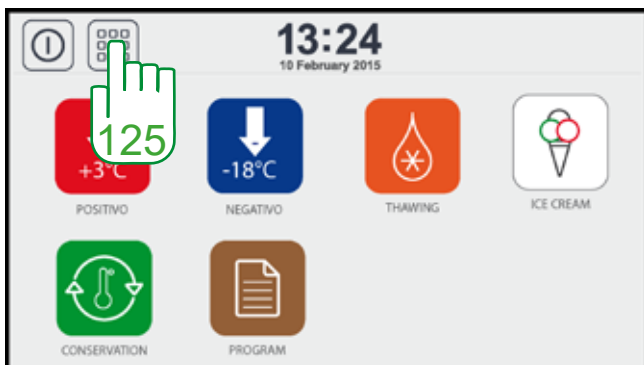 13:24
10 February 2015
125
+3°C
-18°C
POSITIVO
NEGATIVO
THAWING
ICE CREAM
CONSERVATION
PROGRAM